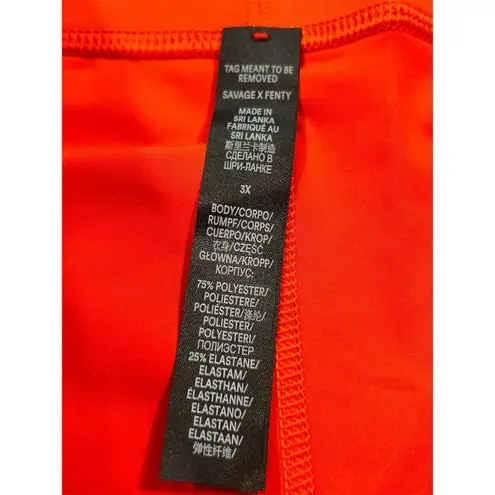 TAG MEANT TO BE
REMOVED
SAVAGE X FENTY
MADE IN
SRI LANKA
FABRIQUÉ AU
SRI LANKA
斯里兰卡制造
СДЕЛАНО В
ШРИ-ЛАНКЕ
3X
BODY/CORPO/
RUMPF/CORPS/
CUERPO/KROP/
衣身/CZĘŚĆ
GŁÓWNA/KROPP/
КОРПУС:
75% POLYESTER/
POLIESTERE/
POLIÉSTER/涤纶/
POLIESTER/
POLYESTERI/
ПОЛИЭСТЕР
25% ELASTANE/
ELASTAM/
ELASTHAN/
ÉLASTHANNE/
ELASTANO/
ELASTAN/
ELASTAAN/
弹性纤维/